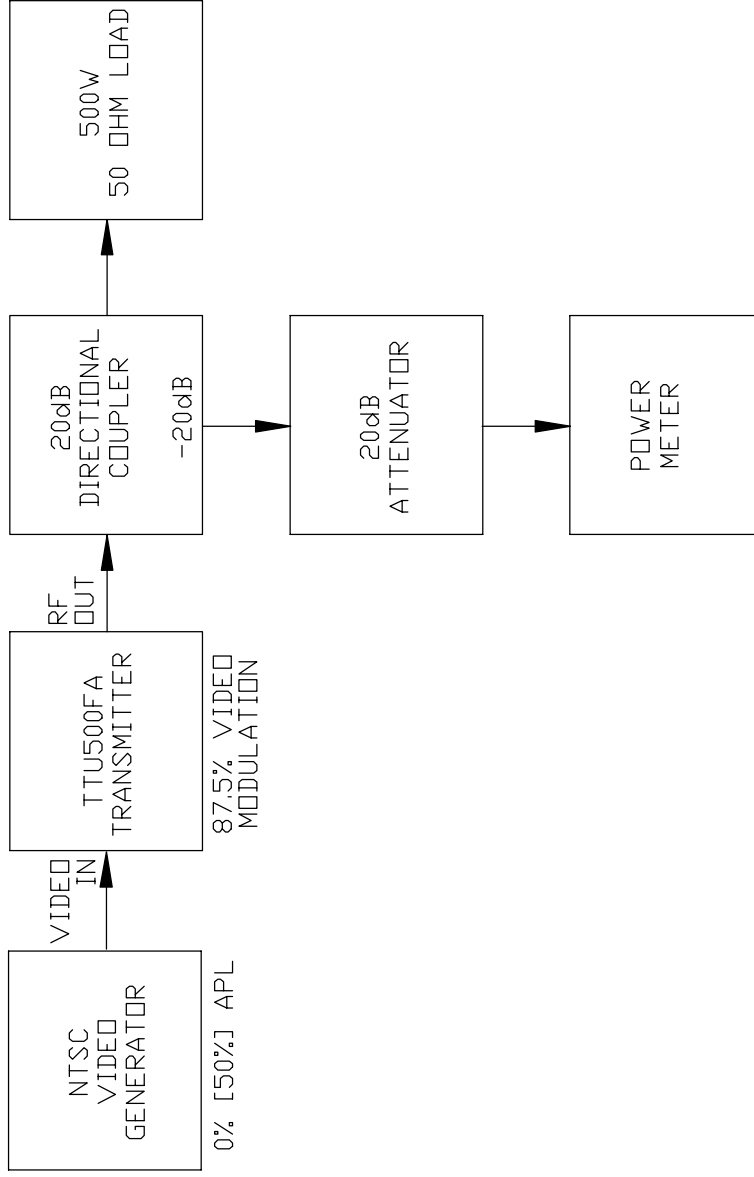 NTSC
VIDEO
GENERATOR
0% [50%] APL
VIDEO
IN
TTU500FA
TRANSMITTER
87.5% VIDEO
MODULATION
RF
OUT
20dB
DIRECTIONAL
COUPLER
-20dB
500W
50 OHM LOAD
20dB
ATTENUATOR
POWER
METER